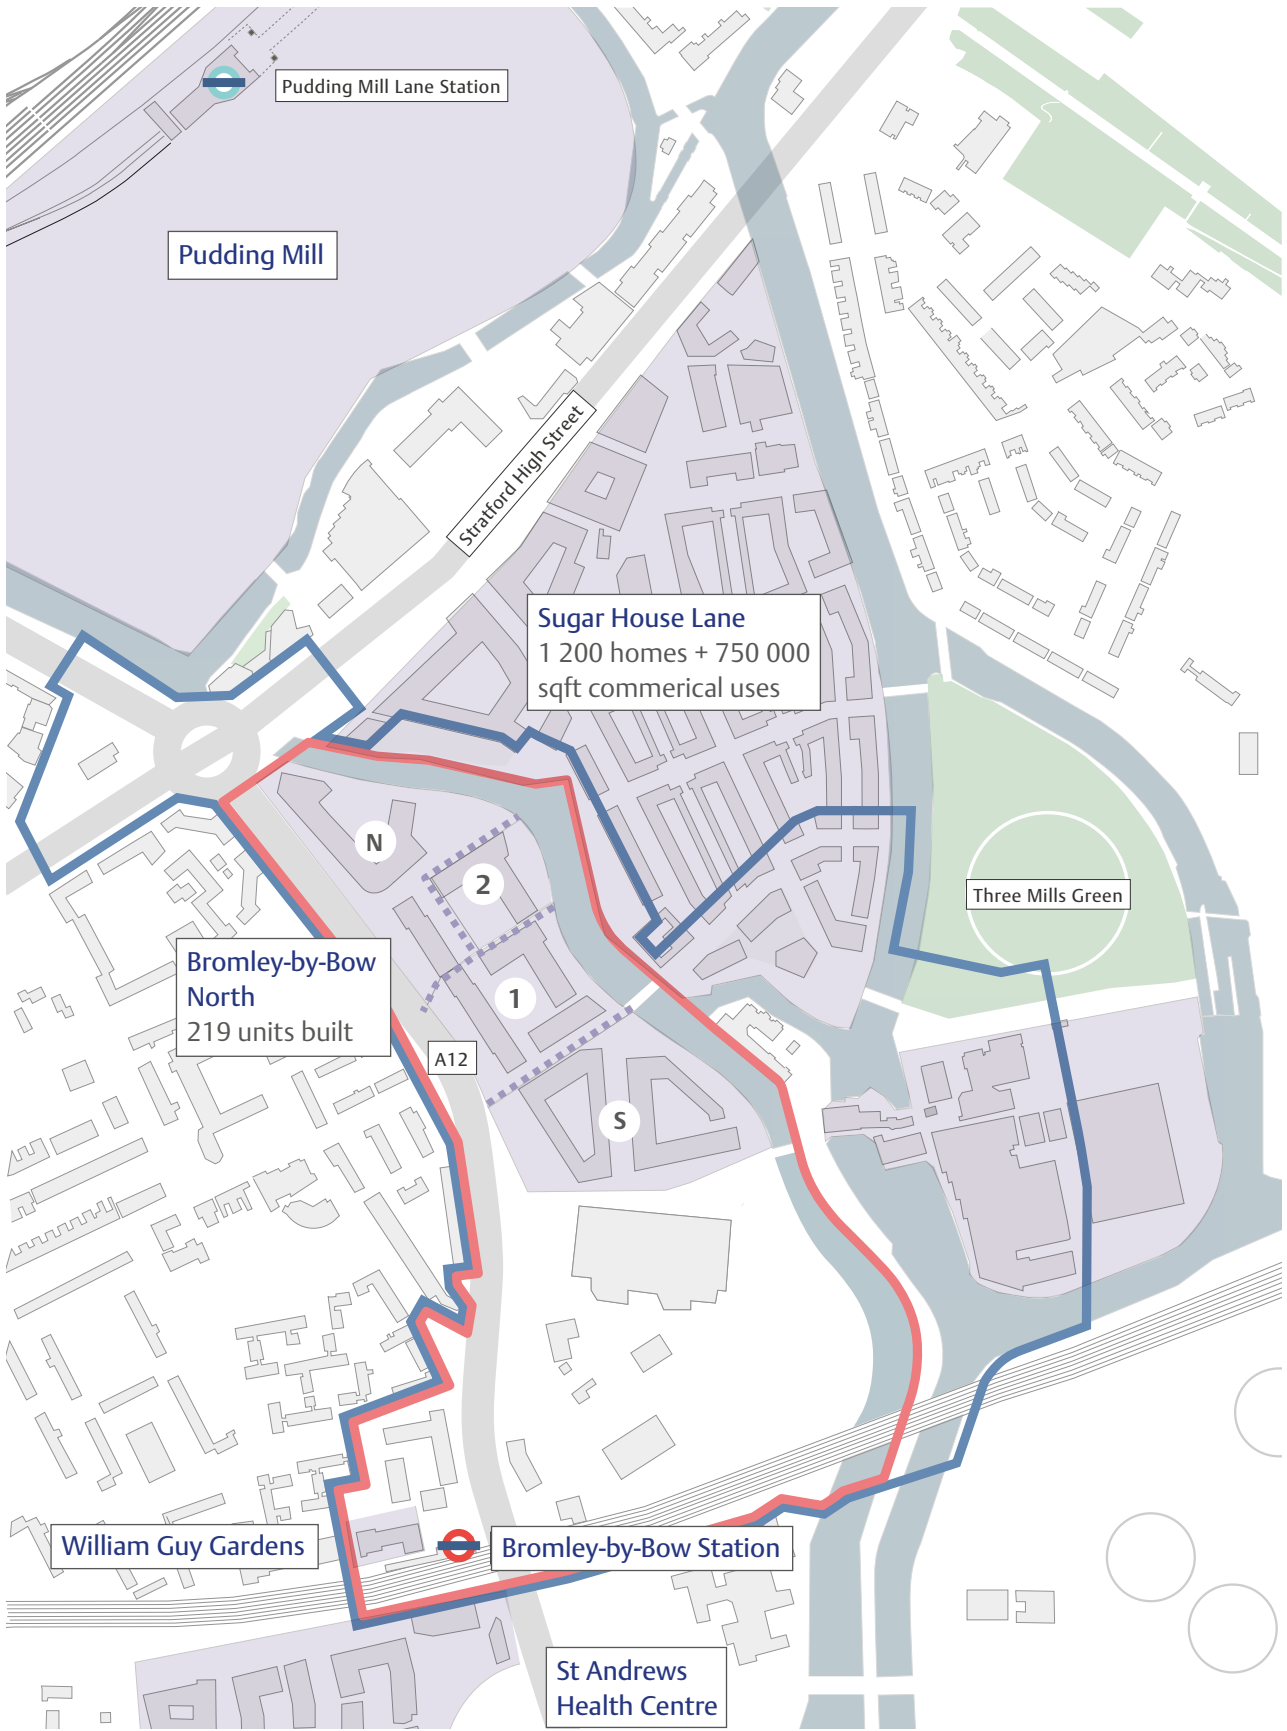 Pudding Mill Lane Station
Pudding Mill
Stratford High Street
Sugar House Lane
1 200 homes + 750 000
sqft commerical uses
N
2
Three Mills Green
Bromley-by-Bow
North
219 units built
1
A12
S
William Guy Gardens
Bromley-by-Bow Station
St Andrews
Health Centre